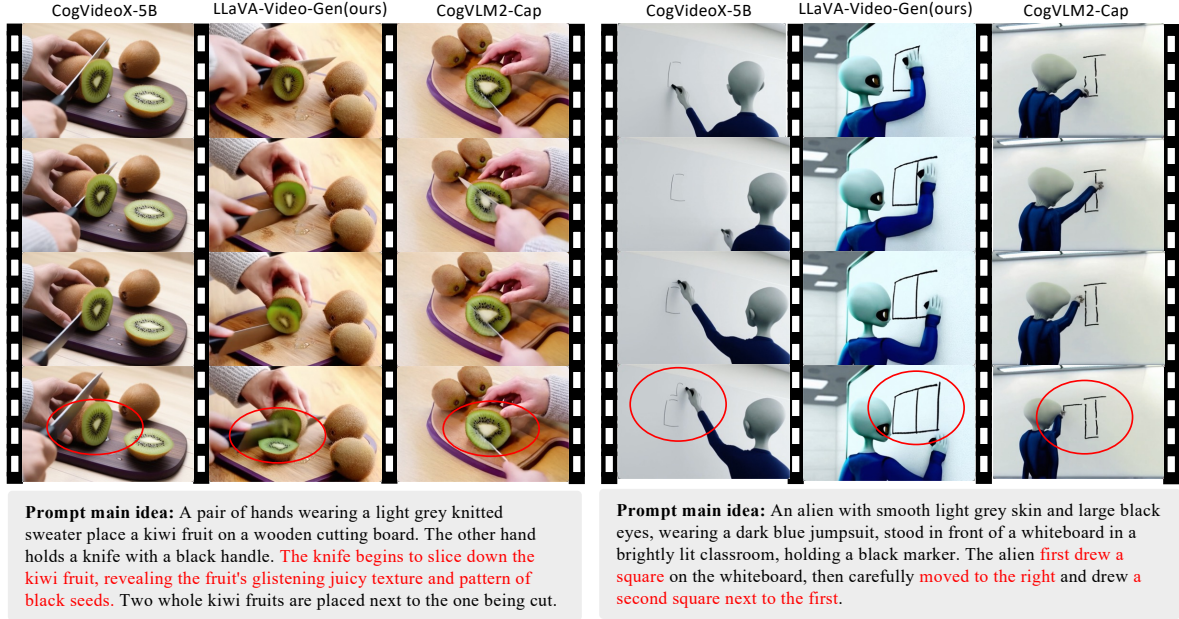 CogVideoX-5B LLaVA-Video-Gen(ours) CogVLM2-Cap
Prompt main idea: A pair of hands wearing a light grey knitted
sweater place a kiwi fruit on a wooden cutting board. The other hand
holds a knife with a black handle. The knife begins to slice down the
kiwi fruit, revealing the fruit's glistening juicy texture and pattern of
black seeds. Two whole kiwi fruits are placed next to the one being cut.
CogVideoX-5B LLaVA-Video-Gen(ours) CogVLM2-Cap
Prompt main idea: An alien with smooth light grey skin and large black
eyes, wearing a dark blue jumpsuit, stood in front of a whiteboard in a
brightly lit classroom, holding a black marker. The alien first drew a
square on the whiteboard, then carefully moved to the right and drew a
second square next to the first.